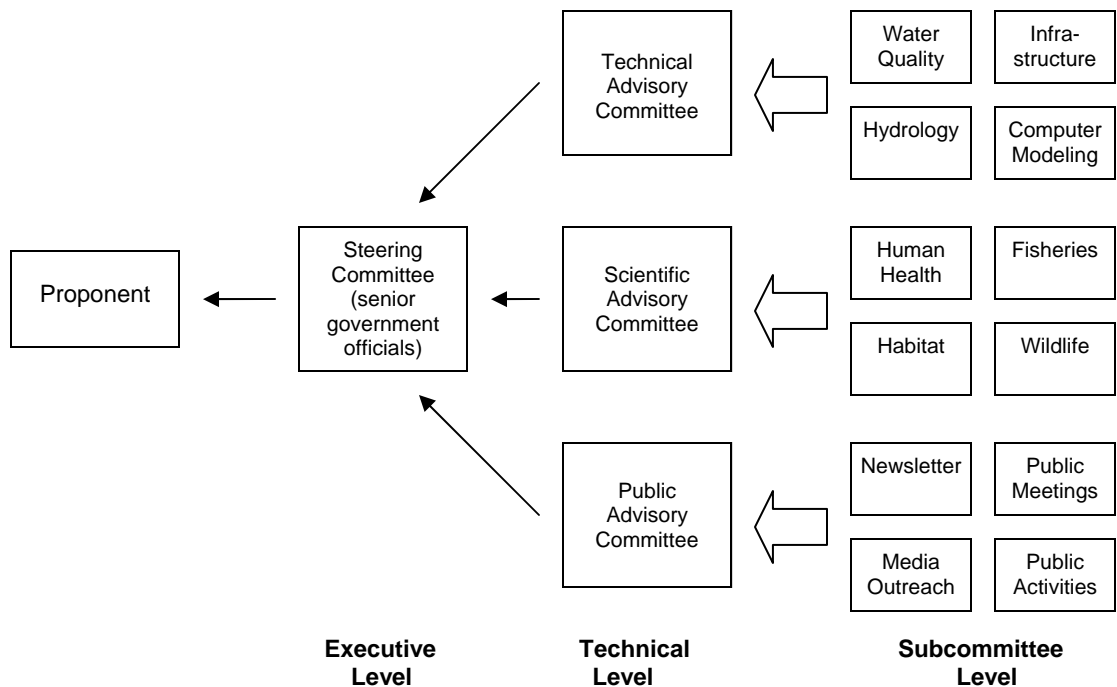 Proponent
Steering
Committee
(senior
government
officials)
Technical
Advisory
Committee
Scientific
Advisory
Committee
Public
Advisory
Committee
Water
Quality
Infra-
structure
Hydrology
Computer
Modeling
Human
Health
Fisheries
Habitat
Wildlife
Newsletter
Public
Meetings
Media
Outreach
Public
Activities
Executive
Level
Technical
Level
Subcommittee
Level